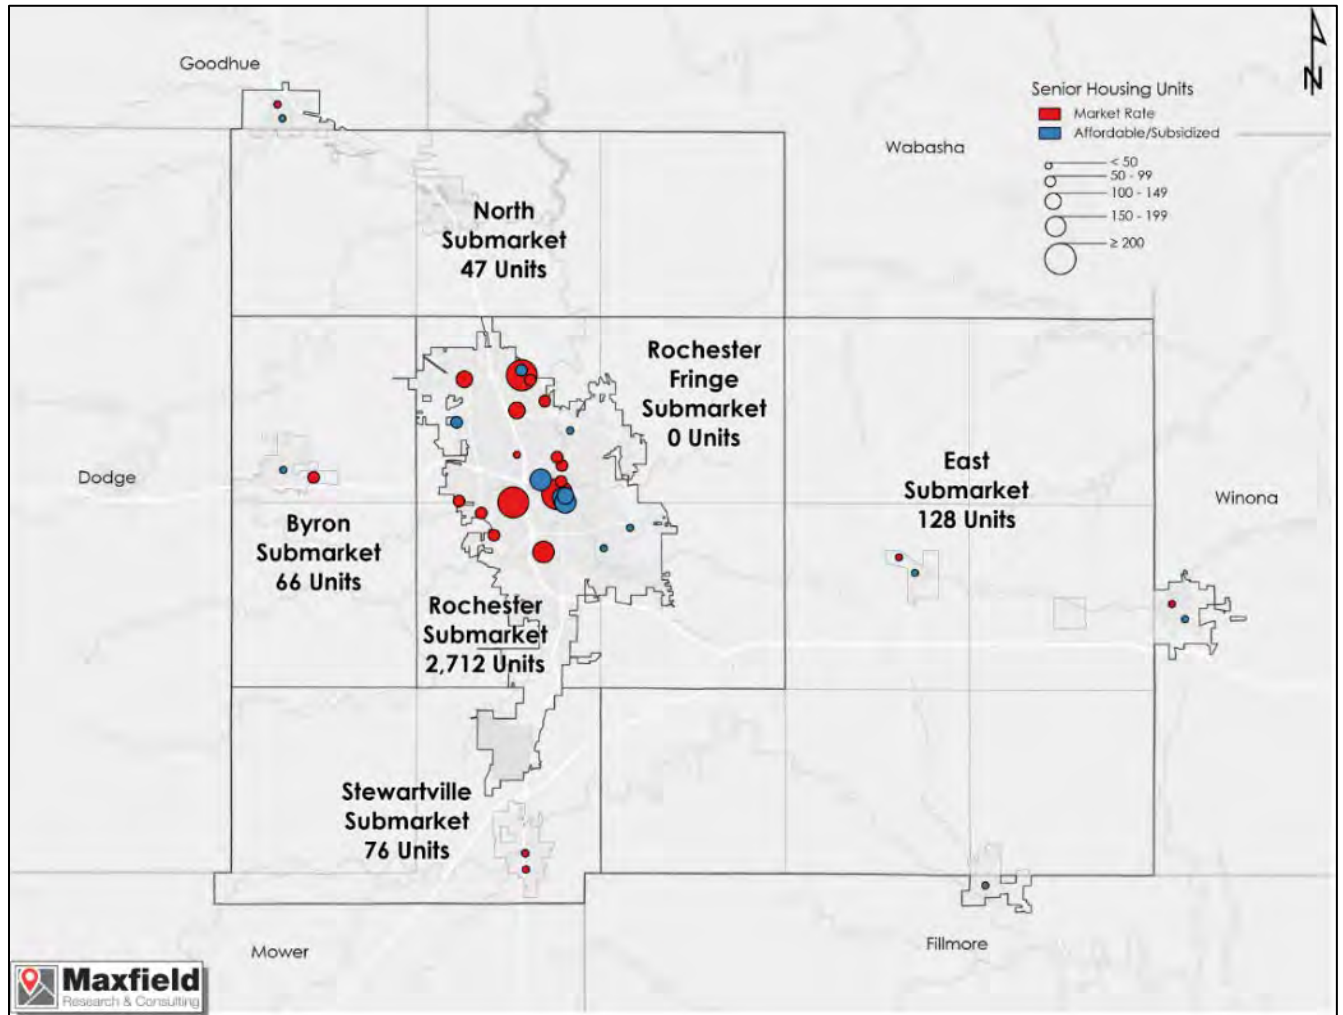 Goodhue
N
Senior Housing Units
Market Rate
Affordable/Subsidized
< 50
50 - 99
100 - 149
150 - 199
≥ 200
Wabasha
North
Submarket
47 Units
Rochester
Fringe
Submarket
0 Units
Dodge
East
Submarket
128 Units
Winona
Byron
Submarket
66 Units
Rochester
Submarket
2,712 Units
Stewartville
Submarket
76 Units
Mower
Fillmore
Maxfield
Research & Consulting